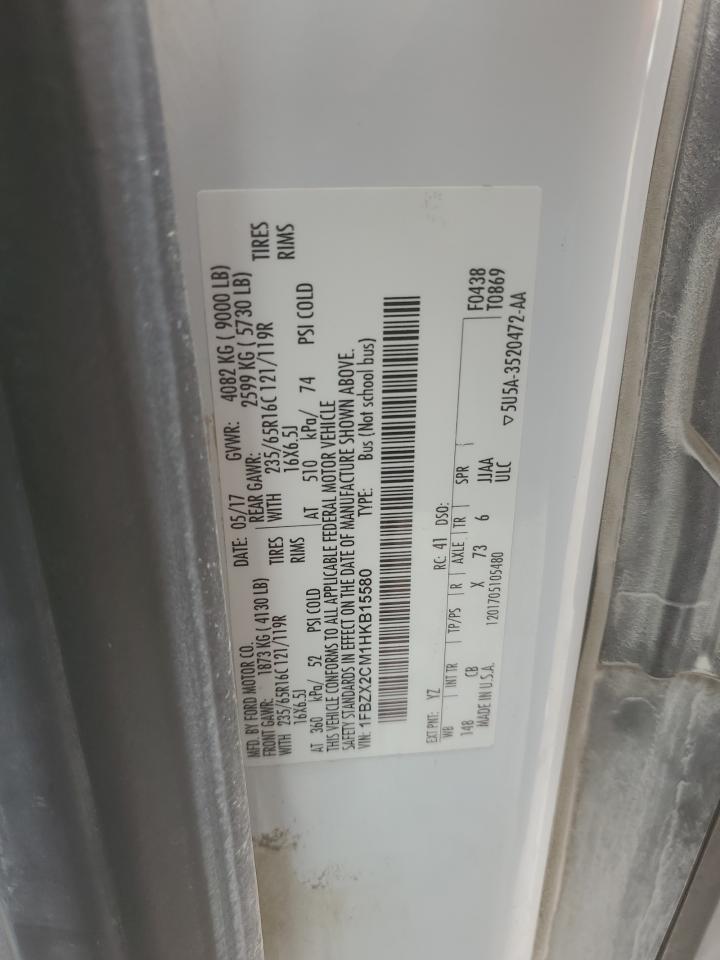 MFD. BY FORD MOTOR CO.
DATE: 05/17 GVWR: 4082 KG ( 9000 LB)
FRONT GAWR: 1873 KG ( 4130 LB) REAR GAWR: 2599 KG ( 5730 LB)
WITH 235/65R16C 121/119R TIRES WITH 235/65R16C 121/119R TIRES
16X6.5J RIMS 16X6.5J RIMS
AT 360 kPa/ 52 PSI COLD AT 510 kPa/ 74 PSI COLD
THIS VEHICLE CONFORMS TO ALL APPLICABLE FEDERAL MOTOR VEHICLE
SAFETY STANDARDS IN EFFECT ON THE DATE OF MANUFACTURE SHOWN ABOVE.
VIN: 1FBZX2CM1HKB15580 TYPE: Bus (Not school bus)
EXT PNT: YZ RC: 41 DSO:
WB INT TR TP/PS R AXLE TR SPR F0438
148 CB X 73 6 JJAA T0869
MADE IN U.S.A. 1201705105480 ULC
▽5U5A-3520472-AA